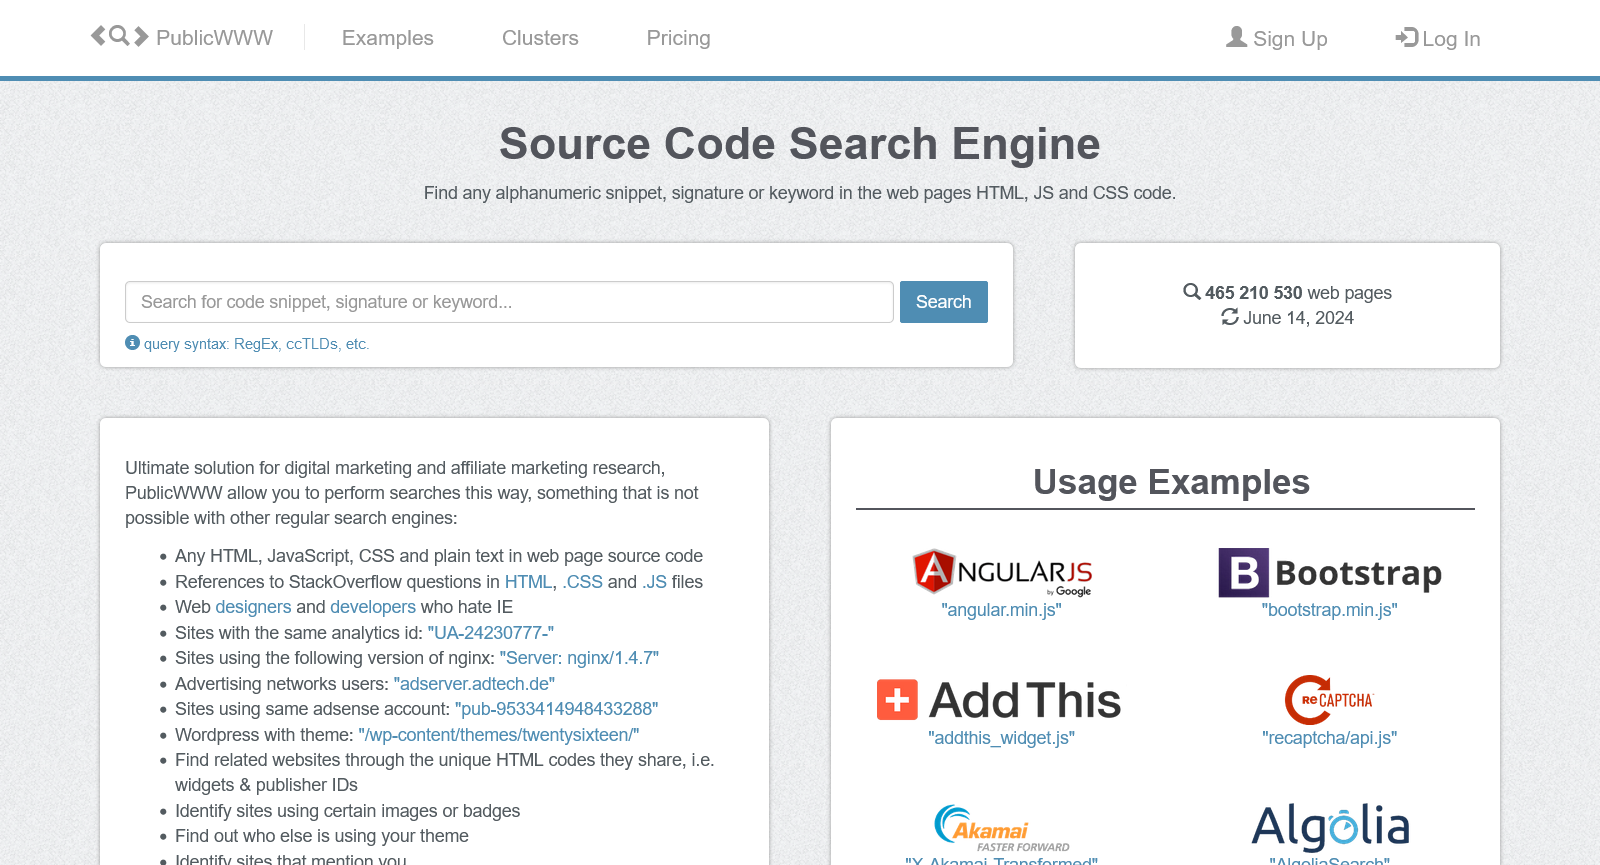 PublicWWW
Examples
Clusters
Pricing
Sign Up
Log In
Source Code Search Engine
Find any alphanumeric snippet, signature or keyword in the web pages HTML, JS and CSS code.
Search for code snippet, signature or keyword...
Search
query syntax: RegEx, ccTLDs, etc.
465 210 530 web pages
June 14, 2024
Ultimate solution for digital marketing and affiliate marketing research,
PublicWWW allow you to perform searches this way, something that is not
possible with other regular search engines:
Any HTML, JavaScript, CSS and plain text in web page source code
References to StackOverflow questions in HTML, .CSS and .JS files
Web designers and developers who hate IE
Sites with the same analytics id: "UA-24230777-"
Sites using the following version of nginx: "Server: nginx/1.4.7"
Advertising networks users: "adserver.adtech.de"
Sites using same adsense account: "pub-9533414948433288"
Wordpress with theme: "/wp-content/themes/twentysixteen/"
Find related websites through the unique HTML codes they share, i.e.
widgets & publisher IDs
Identify sites using certain images or badges
Find out who else is using your theme
Identify sites that mention you
Usage Examples
ANGULARJS
by Google
"angular.min.js"
B Bootstrap
"bootstrap.min.js"
AddThis
"addthis_widget.js"
reCAPTCHA
"recaptcha/api.js"
Akamai
FASTER FORWARD
"X-Akamai-Transformed"
Algolia
"AlgoliaSearch"